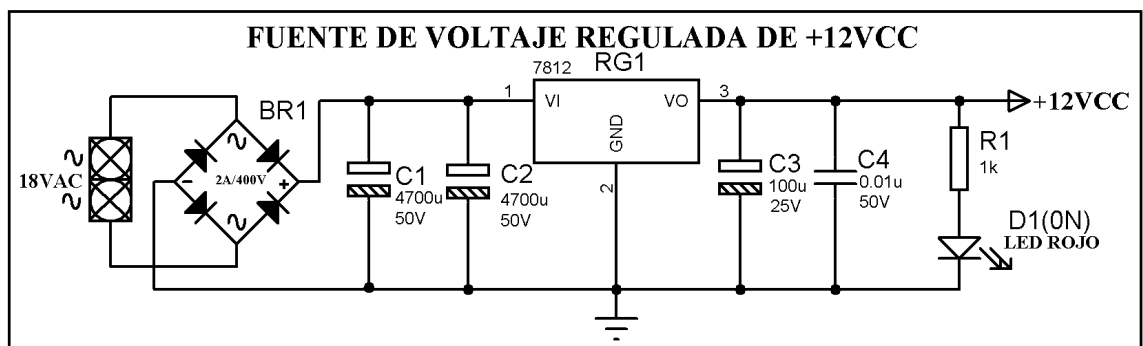 FUENTE DE VOLTAJE REGULADA DE +12VCC
RG1
7812
1
VI
VO
3
GND
2
BR1
2A/400V
-
+
18VAC
C1
4700u
50V
C2
4700u
50V
C3
100u
25V
C4
0.01u
50V
+12VCC
R1
1k
D1(0N)
LED ROJO